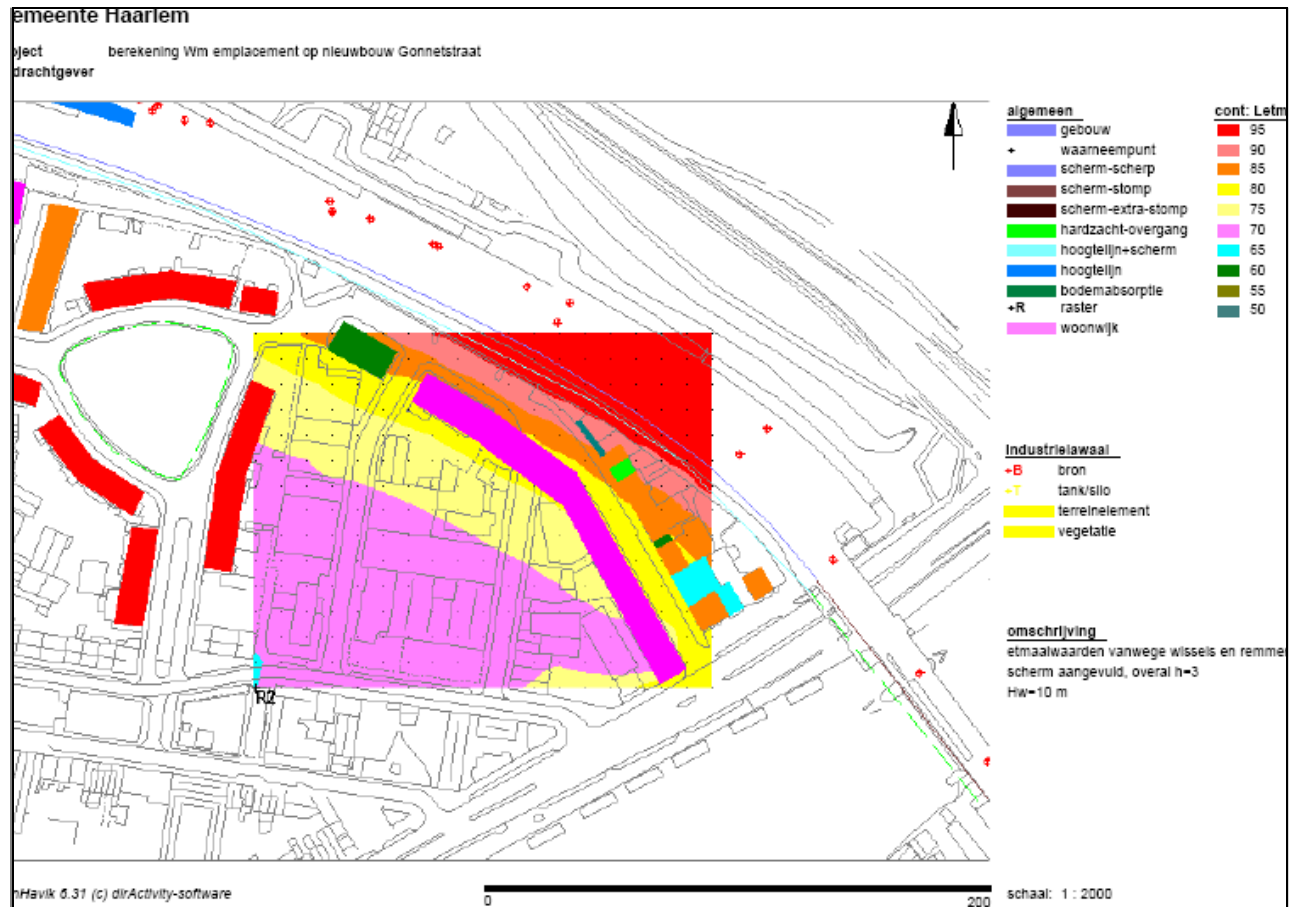 emeente Haarlem
oject berekening Wm emplacement op nieuwbouw Gonnetstraat
drachtgever
algemeen
gebouw
waarneempunt
scherm-scherp
scherm-stomp
scherm-extra-stomp
hardzacht-overgang
hoogtelijn+scherm
hoogtelijn
bodemabsorptie
+R raster
woonwijk
cont: Letm
95
90
85
80
75
70
65
60
55
50
Industrielawaai
+B bron
+T tank/silo
terreinelement
vegetatie
omschrijving
etmaalwaarden vanwege wissels en remmen
scherm aangevuld, overal h=3
Hw=10 m
nHavik 6.31 (c) dirActivity-software
0
200
schaal: 1 : 2000